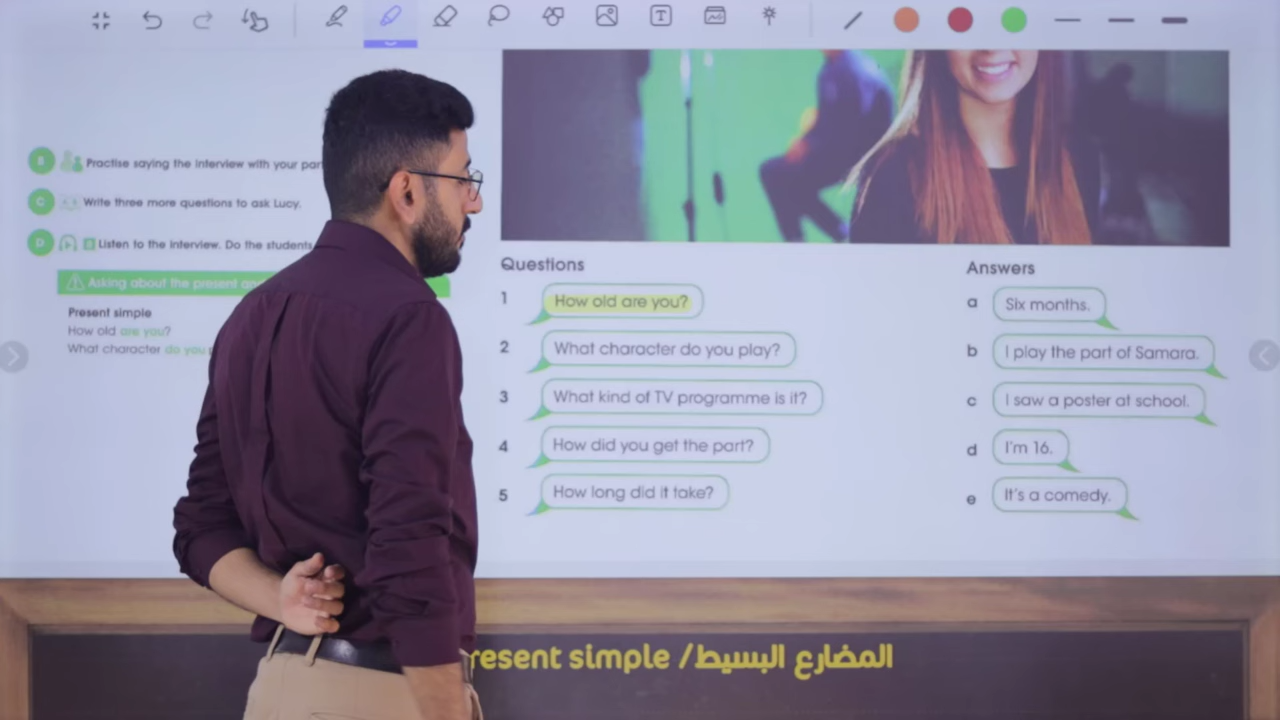 B Practise saying the interview with your
C Write three more questions to ask Lucy.
D Listen to the interview. Do the students
Asking about the present
Present simple
How old are you?
What character do you
Questions
1 How old are you?
2 What character do you play?
3 What kind of TV programme is it?
4 How did you get the part?
5 How long did it take?
Answers
a Six months.
b I play the part of Samara.
c I saw a poster at school.
d I'm 16.
e It's a comedy.
resent simple /المضارع البسيط